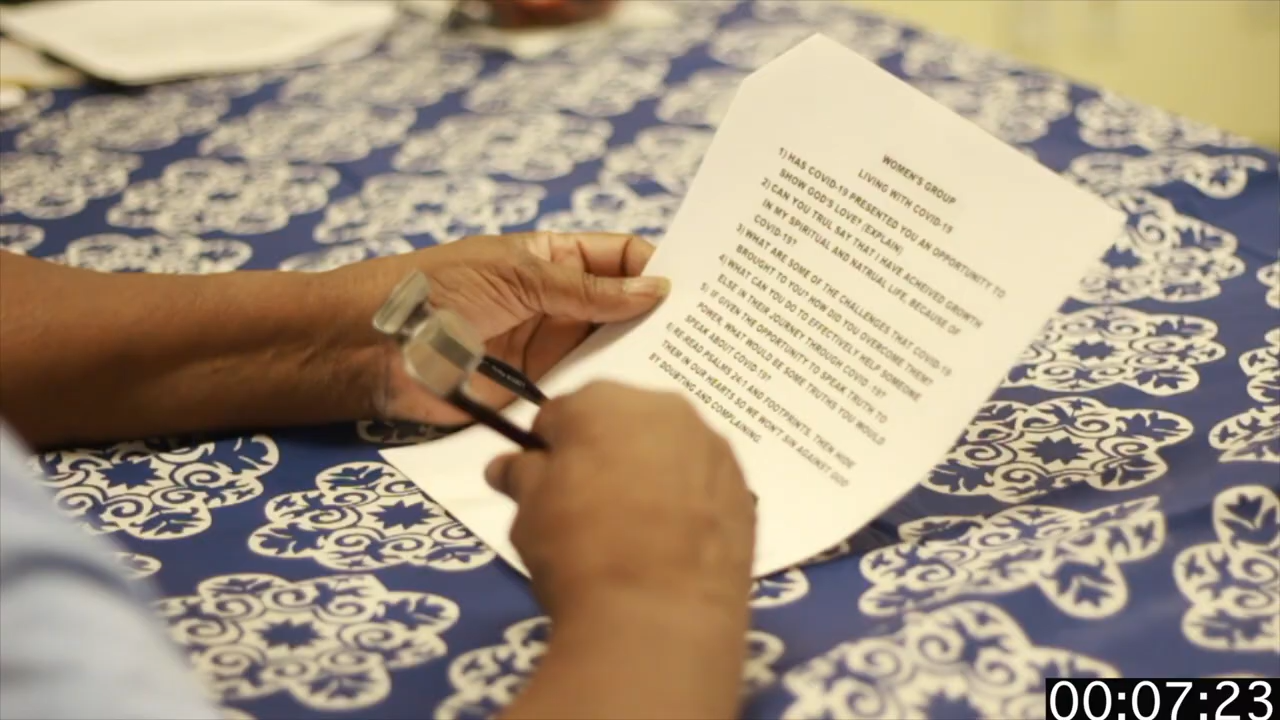 WOMEN'S GROUP
LIVING WITH COVID-19
1) HAS COVID-19 PRESENTED YOU AN OPPORTUNITY TO
SHOW GOD'S LOVE? (EXPLAIN)
2) CAN YOU TRUL SAY THAT I HAVE ACHEIVED GROWTH
IN MY SPIRITUAL AND NATRUAL LIFE, BECAUSE OF
COVID-19?
3) WHAT ARE SOME OF THE CHALLENGES THAT COVID-19
BROUGHT TO YOU? HOW DID YOU OVERCOME THEM?
4) WHAT CAN YOU DO TO EFFECTIVELY HELP SOMEONE
ELSE IN THEIR JOURNEY THROUGH COVID-19?
5) IF GIVEN THE OPPORTUNITY TO SPEAK TRUTH TO
POWER, WHAT WOULD BE SOME TRUTHS YOU WOULD
SPEAK ABOUT COVID-19?
6) RE-READ PSALMS 24:1 AND FOOTPRINTS. THEN HIDE
THEM IN OUR HEARTS SO WE WON'T SIN AGAINST GOD
BY DOUBTING AND COMPLAINING.
00:07:23